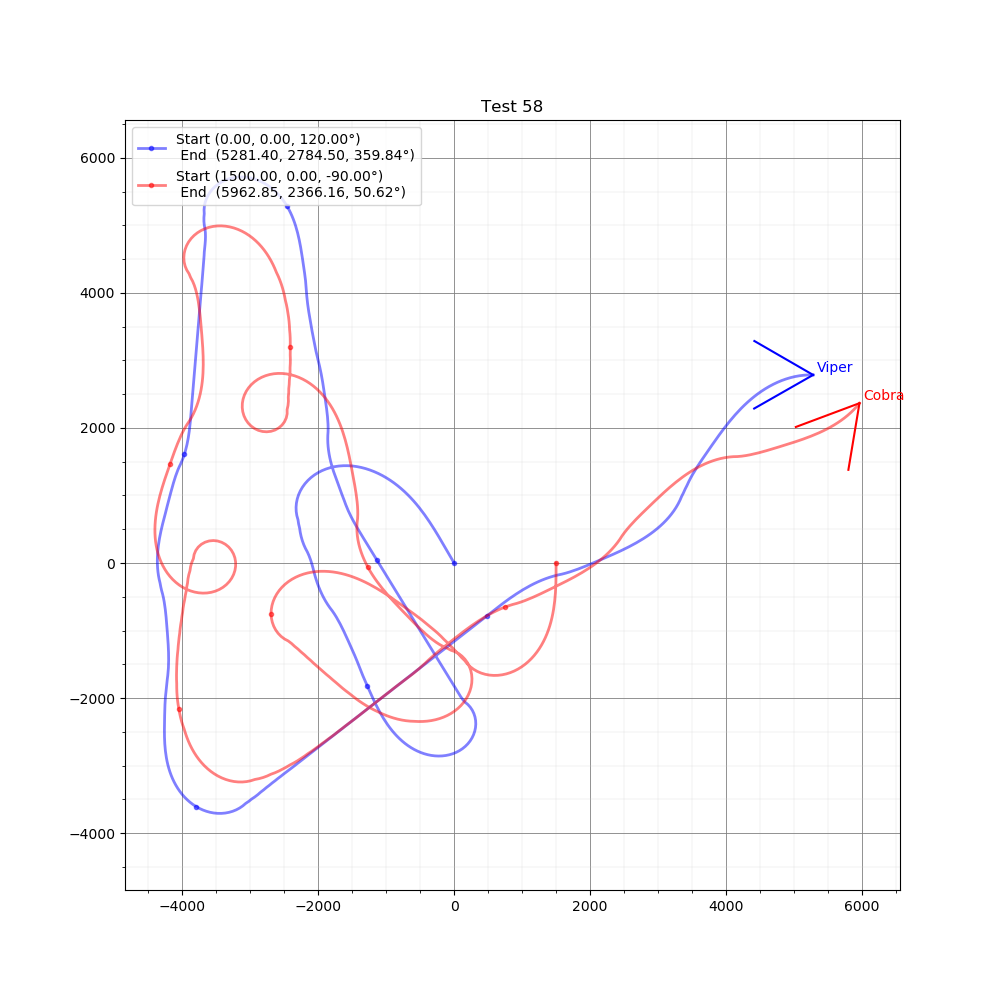 Test 58
Start (0.00, 0.00, 120.00°)
End  (5281.40, 2784.50, 359.84°)
Start (1500.00, 0.00, -90.00°)
End  (5962.85, 2366.16, 50.62°)
6000
4000
2000
0
−2000
−4000
Viper
Cobra
−4000 −2000 0 2000 4000 6000